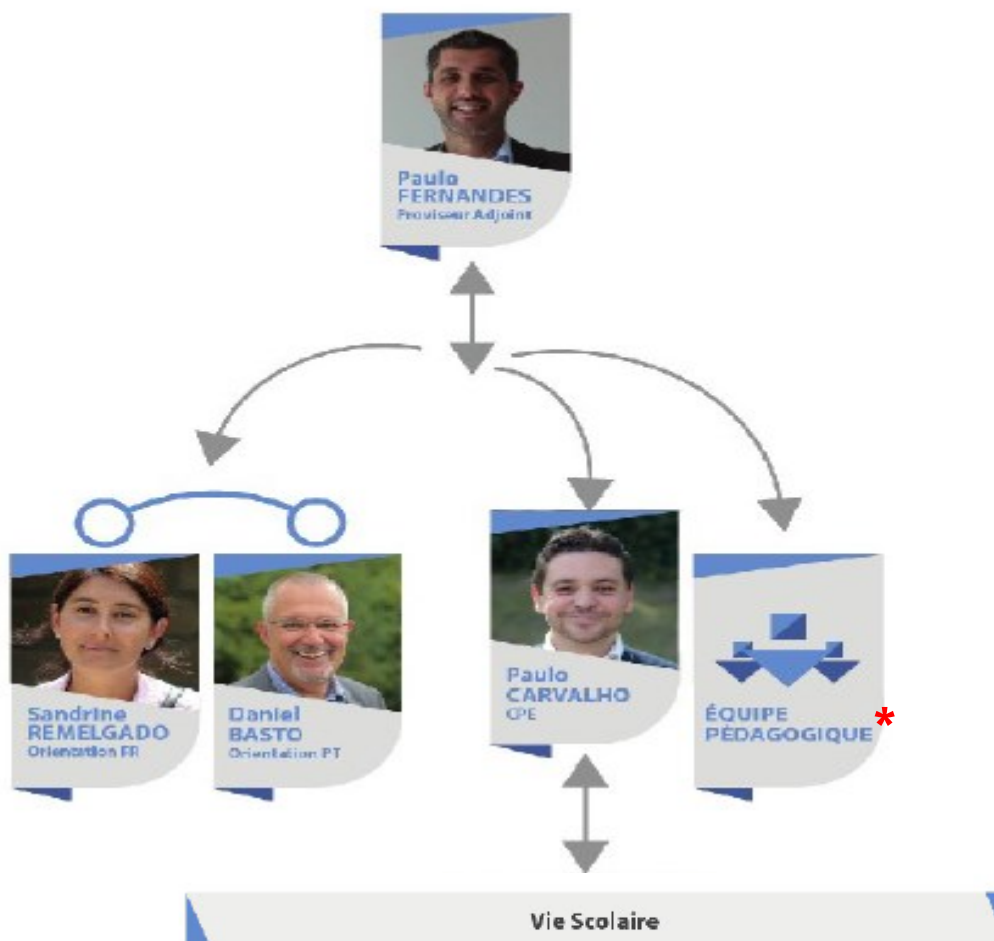 Paulo
FERNANDES
Proviseur Adjoint
Sandrine
REMELGADO
Orientation FR
Daniel
BASTO
Orientation PT
Paulo
CARVALHO
CPE
ÉQUIPE
PÉDAGOGIQUE *
Vie Scolaire